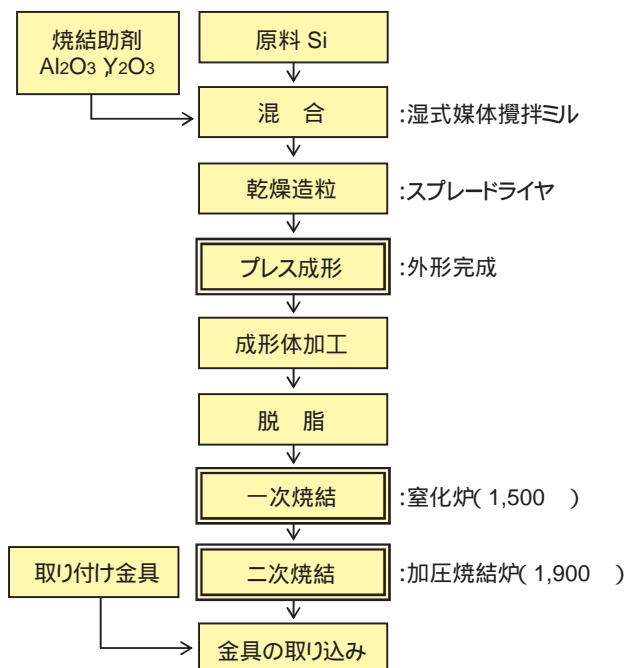 焼結助剤
Al2O3 Y2O3
原料 Si
混　合
:湿式媒体攪拌ミル
乾燥造粒
:スプレードライヤ
プレス成形
:外形完成
成形体加工
脱　脂
一次焼結
:窒化炉( 1,500　)
取り付け金具
二次焼結
:加圧焼結炉( 1,900　)
金具の取り込み